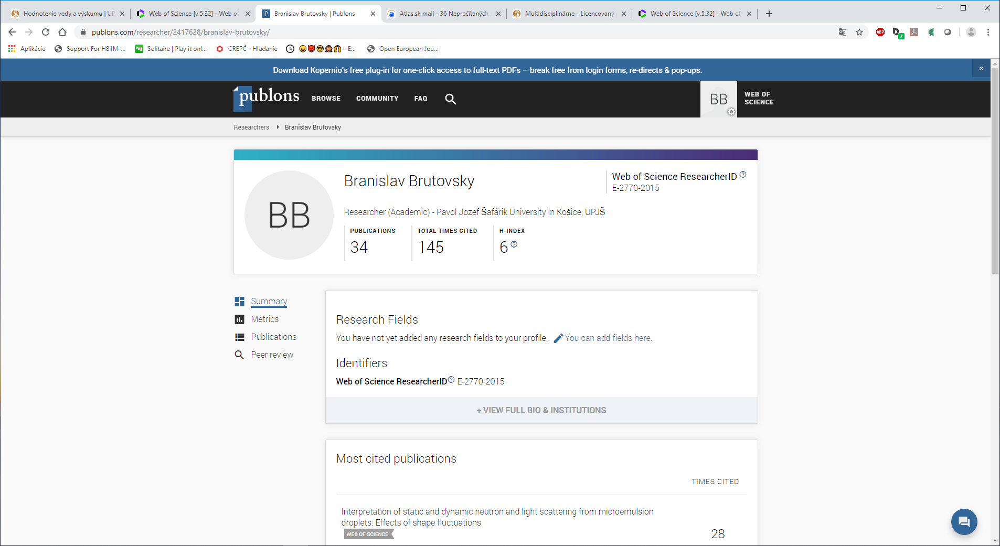 Hodnotenie vedy a výskumu | UP
Web of Science [v.5.32] - Web of
Branislav Brutovsky | Publons
Atlas.sk mail - 36 Neprečítaných
Multidisciplinárne - Licencovaný
Web of Science [v.5.32] - Web of
publons.com/researcher/2417628/branislav-brutovsky/
ABP
7
Aplikácie
Support For H81M-...
Solitaire | Play it onl...
CREPČ - Hľadanie
- E...
Open European Jou...
Download Kopernio's free plug-in for one-click access to full-text PDFs – break free from login forms, re-directs & pop-ups.
publons
BROWSE
COMMUNITY
FAQ
BB
WEB OF
SCIENCE
Researchers
Branislav Brutovsky
BB
Branislav Brutovsky
Web of Science ResearcherID
E-2770-2015
Researcher (Academic) - Pavol Jozef Šafárik University in Košice, UPJŠ
PUBLICATIONS
34
TOTAL TIMES CITED
145
H-INDEX
6
Summary
Metrics
Publications
Peer review
Research Fields
You have not yet added any research fields to your profile. You can add fields here.
Identifiers
Web of Science ResearcherID E-2770-2015
+ VIEW FULL BIO & INSTITUTIONS
Most cited publications
TIMES CITED
Interpretation of static and dynamic neutron and light scattering from microemulsion
droplets: Effects of shape fluctuations
WEB OF SCIENCE
28